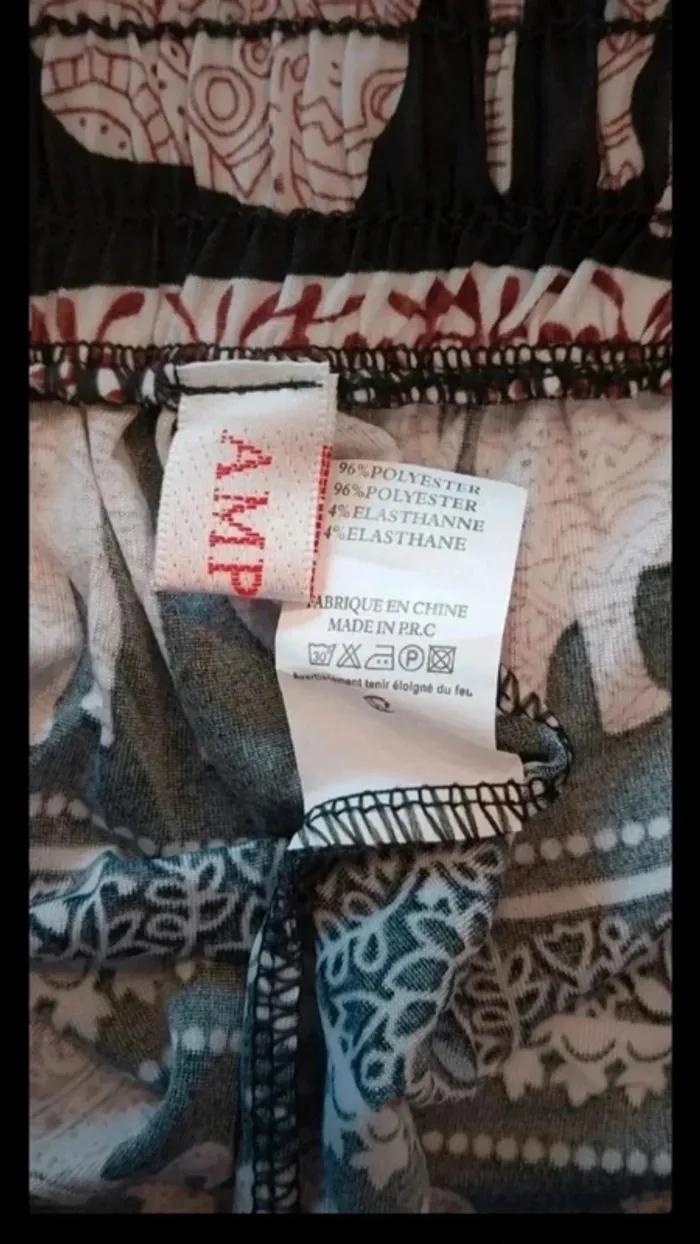 AMP
96%POLYESTER
96%POLYESTER
4%ELASTHANNE
4%ELASTHANE
FABRIQUE EN CHINE
MADE IN P.R.C
30 P
Avertissement tenir éloigné du feu